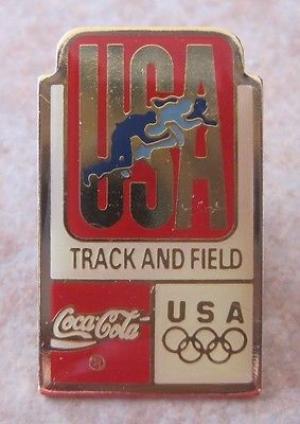 USA
TRACK AND FIELD
Coca-Cola
USA